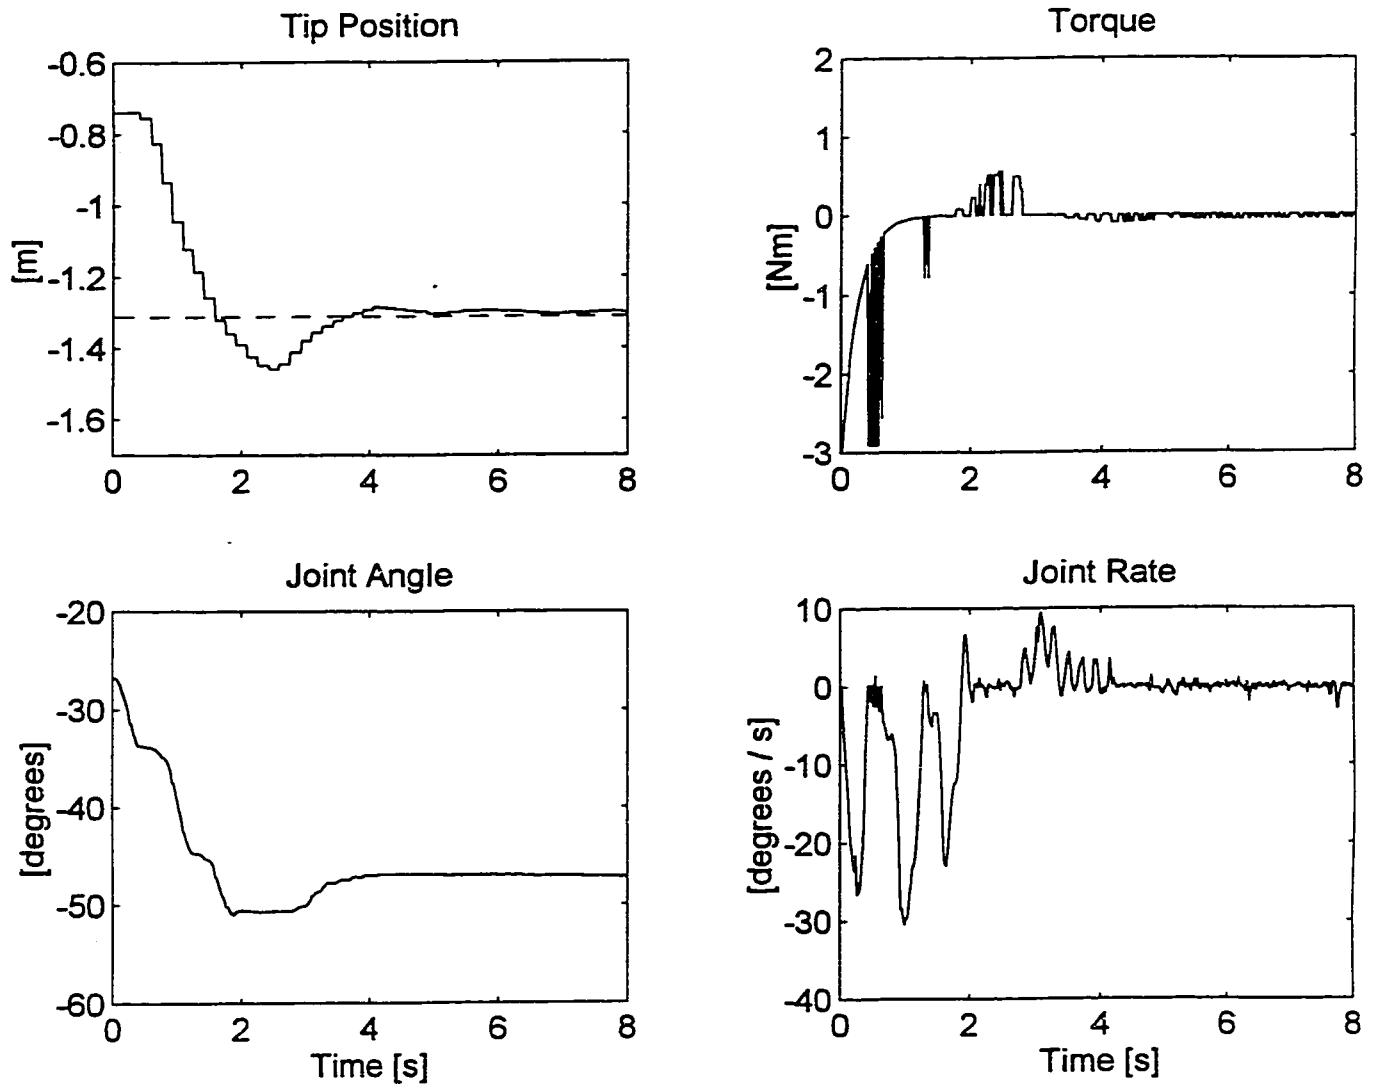 Tip Position
-0.6
-0.8
-1
-1.2
-1.4
-1.6
[m]
0 2 4 6 8
Torque
2
1
0
-1
-2
-3
[Nm]
0 2 4 6 8
Joint Angle
-20
-30
-40
-50
-60
[degrees]
0 2 4 6 8
Time [s]
Joint Rate
10
0
-10
-20
-30
-40
[degrees / s]
0 2 4 6 8
Time [s]